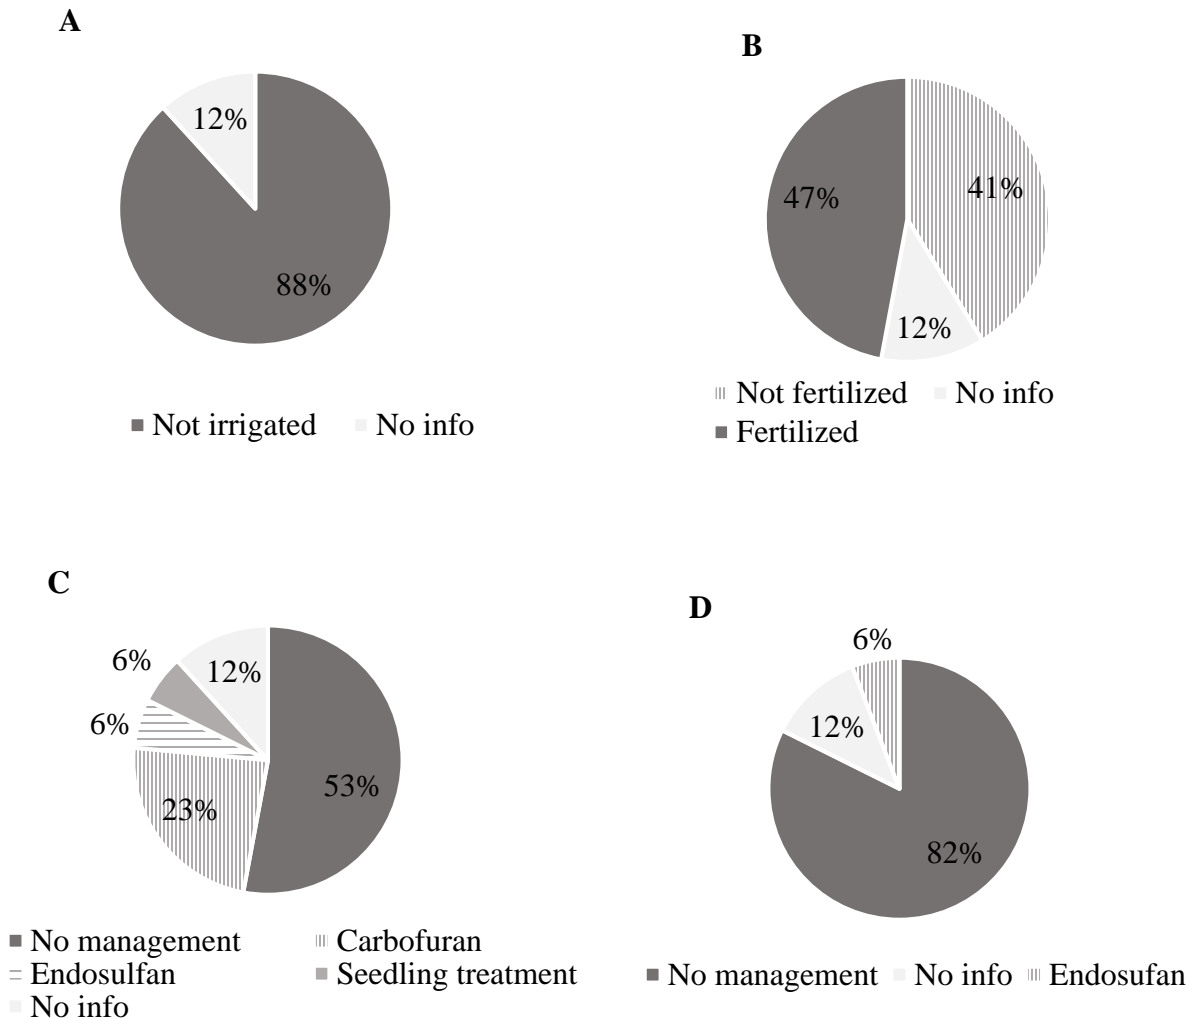 A
12%
88%
Not irrigated No info
B
47%
41%
12%
Not fertilized No info
Fertilized
C
6%
12%
6%
53%
23%
No management Carbofuran
Endosulfan Seedling treatment
No info
D
6%
12%
82%
No management No info Endosufan